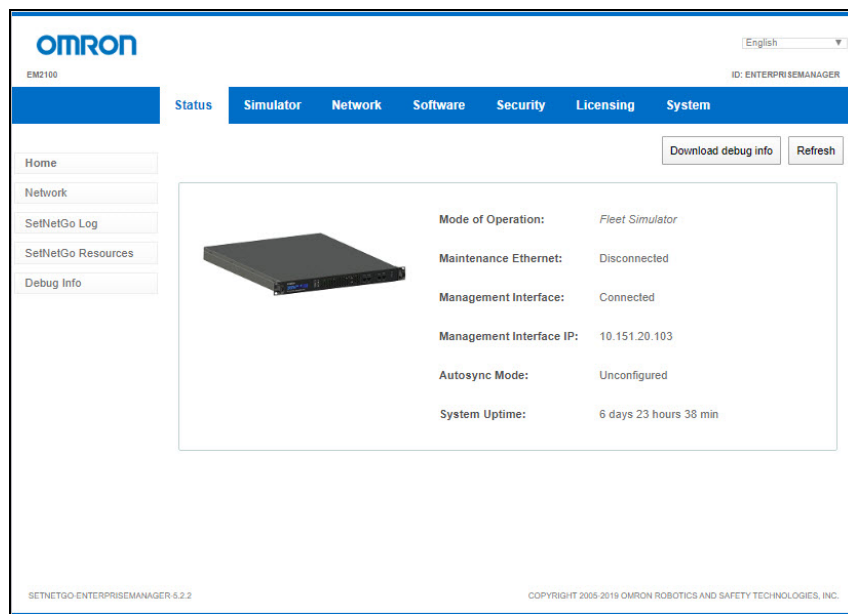 OMRON
English
EM2100
ID: ENTERPRISEMANAGER
Status Simulator Network Software Security Licensing System
Download debug info Refresh
Home
Network
SetNetGo Log
SetNetGo Resources
Debug Info
Mode of Operation: Fleet Simulator
Maintenance Ethernet: Disconnected
Management Interface: Connected
Management Interface IP: 10.151.20.103
Autosync Mode: Unconfigured
System Uptime: 6 days 23 hours 38 min
SETNETGO-ENTERPRISEMANAGER-5.2.2
COPYRIGHT 2005-2019 OMRON ROBOTICS AND SAFETY TECHNOLOGIES, INC.